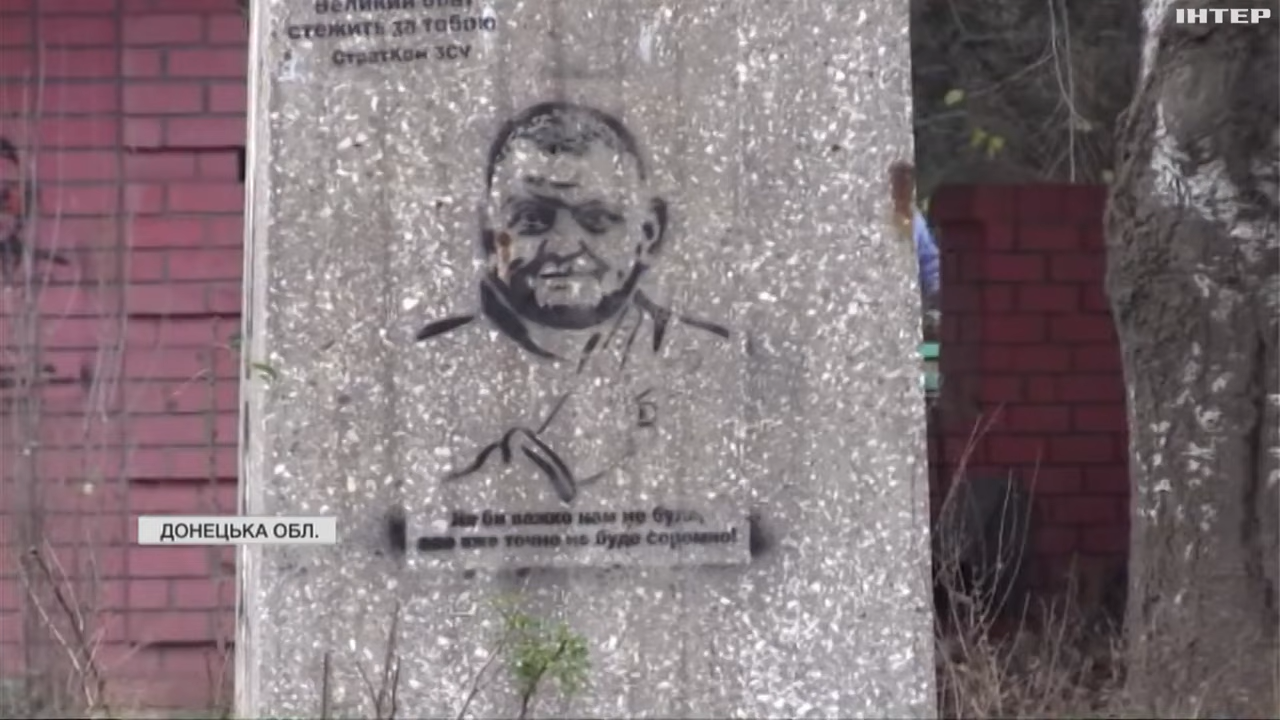 ІНТЕР
Великий брат
стежить за тобою
СтратКом ЗСУ
Як би важко нам не було,
але вже точно не буде соромно!
ДОНЕЦЬКА ОБЛ.